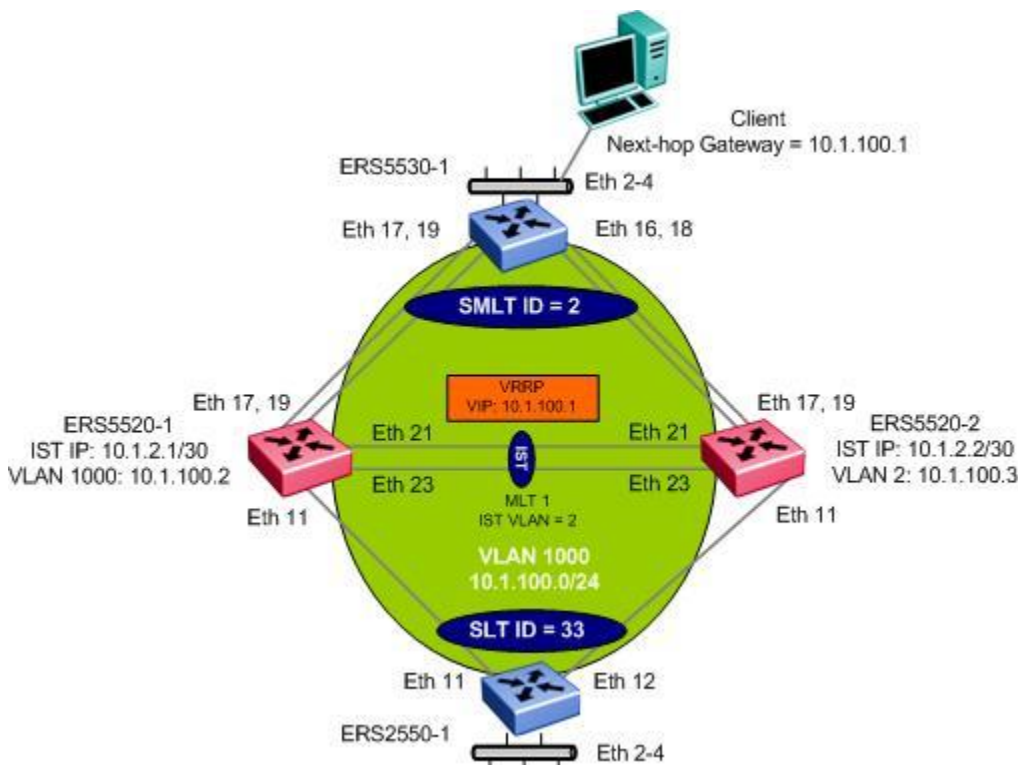 Client
Next-hop Gateway = 10.1.100.1
ERS5530-1
Eth 2-4
Eth 17, 19
Eth 16, 18
SMLT ID = 2
VRRP
VIP: 10.1.100.1
Eth 17, 19
Eth 17, 19
ERS5520-1
IST IP: 10.1.2.1/30
VLAN 1000: 10.1.100.2
ERS5520-2
IST IP: 10.1.2.2/30
VLAN 2: 10.1.100.3
Eth 21
Eth 21
IST
Eth 23
Eth 23
MLT 1
IST VLAN = 2
Eth 11
Eth 11
VLAN 1000
10.1.100.0/24
SLT ID = 33
Eth 11
Eth 12
ERS2550-1
Eth 2-4